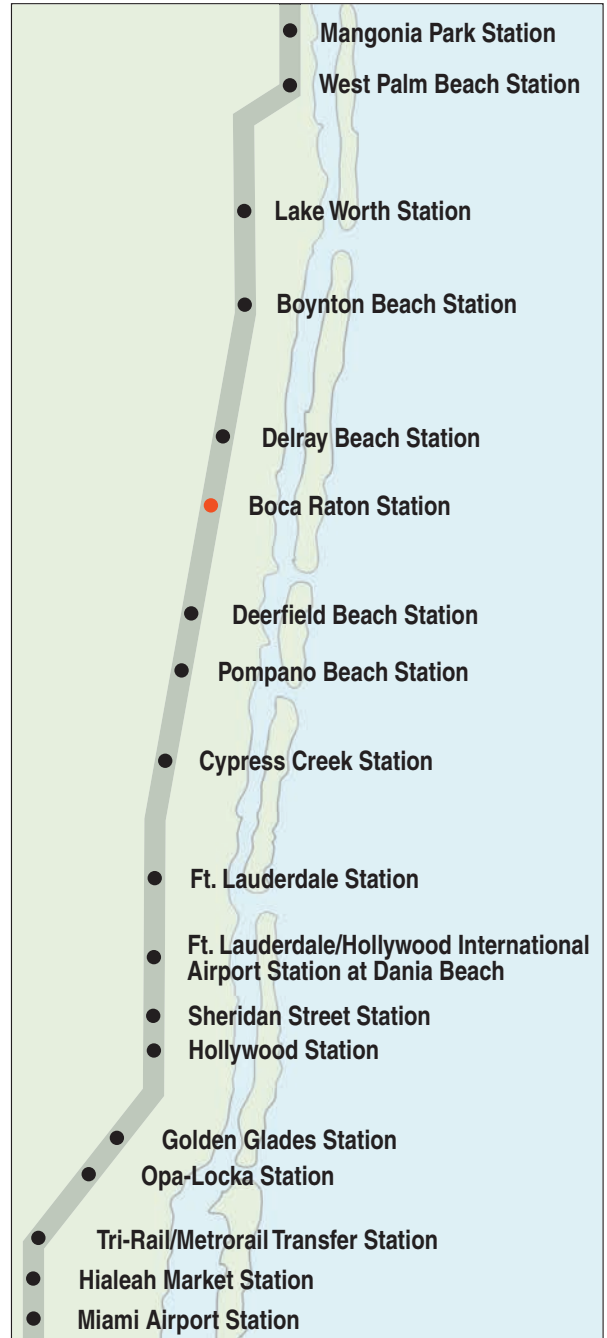 Mangonia Park Station
West Palm Beach Station
Lake Worth Station
Boynton Beach Station
Delray Beach Station
Boca Raton Station
Deerfield Beach Station
Pompano Beach Station
Cypress Creek Station
Ft. Lauderdale Station
Ft. Lauderdale/Hollywood International
Airport Station at Dania Beach
Sheridan Street Station
Hollywood Station
Golden Glades Station
Opa-Locka Station
Tri-Rail/Metrorail Transfer Station
Hialeah Market Station
Miami Airport Station